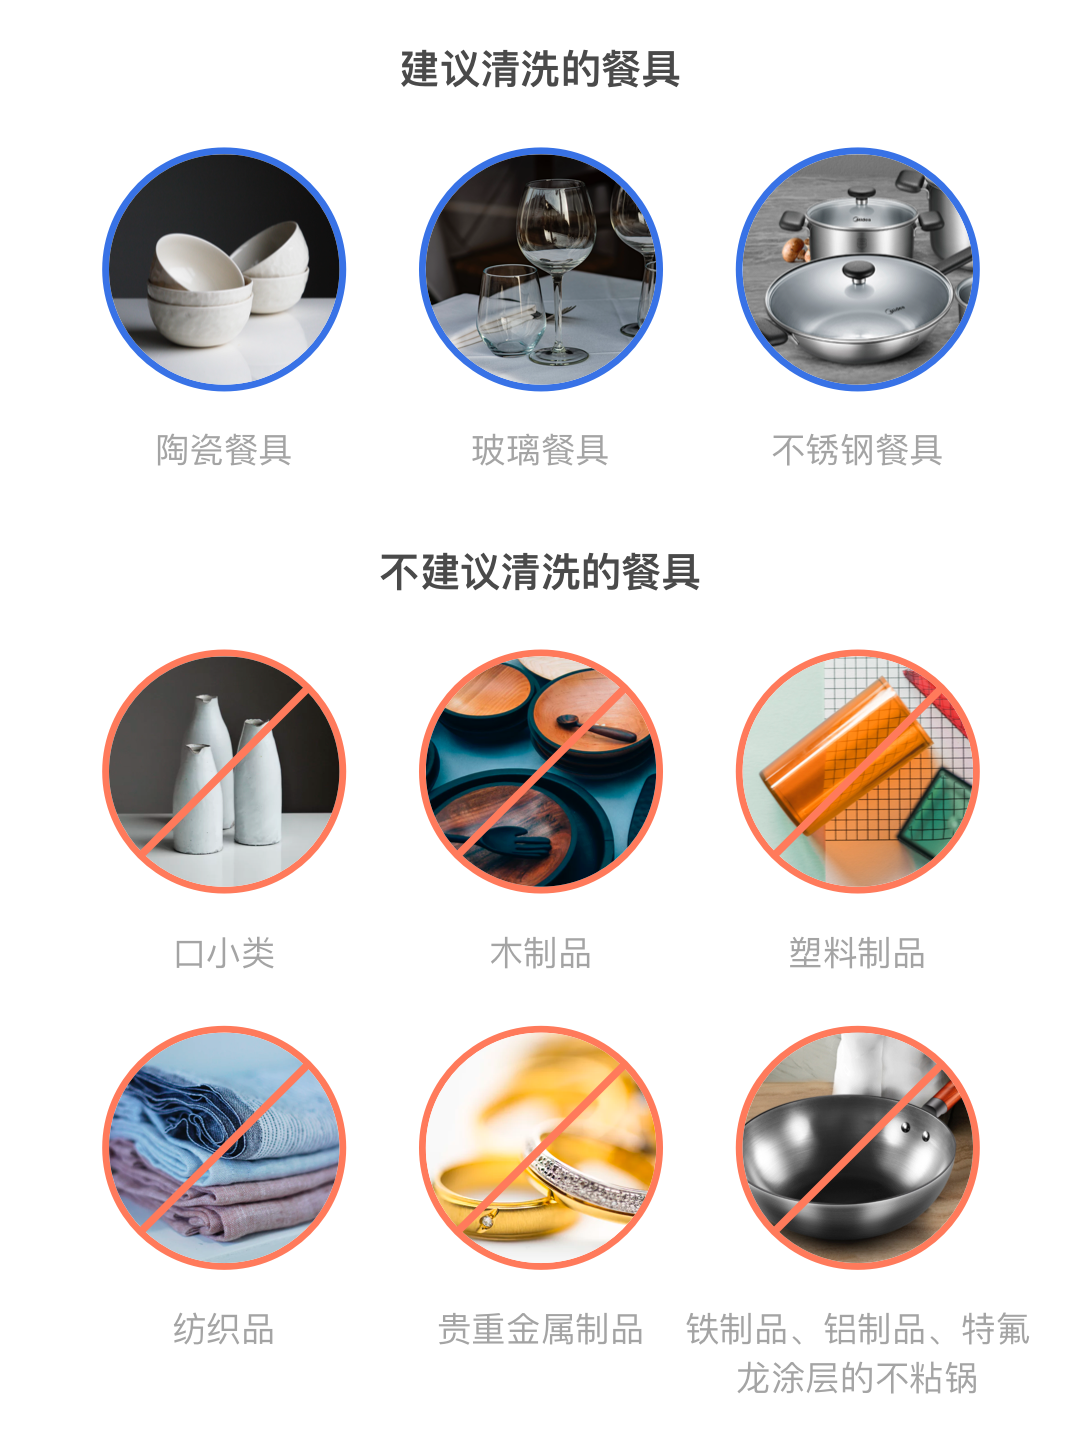 建议清洗的餐具
陶瓷餐具
玻璃餐具
不锈钢餐具
不建议清洗的餐具
口小类
木制品
塑料制品
纺织品
贵重金属制品
铁制品、铝制品、特氟
龙涂层的不粘锅